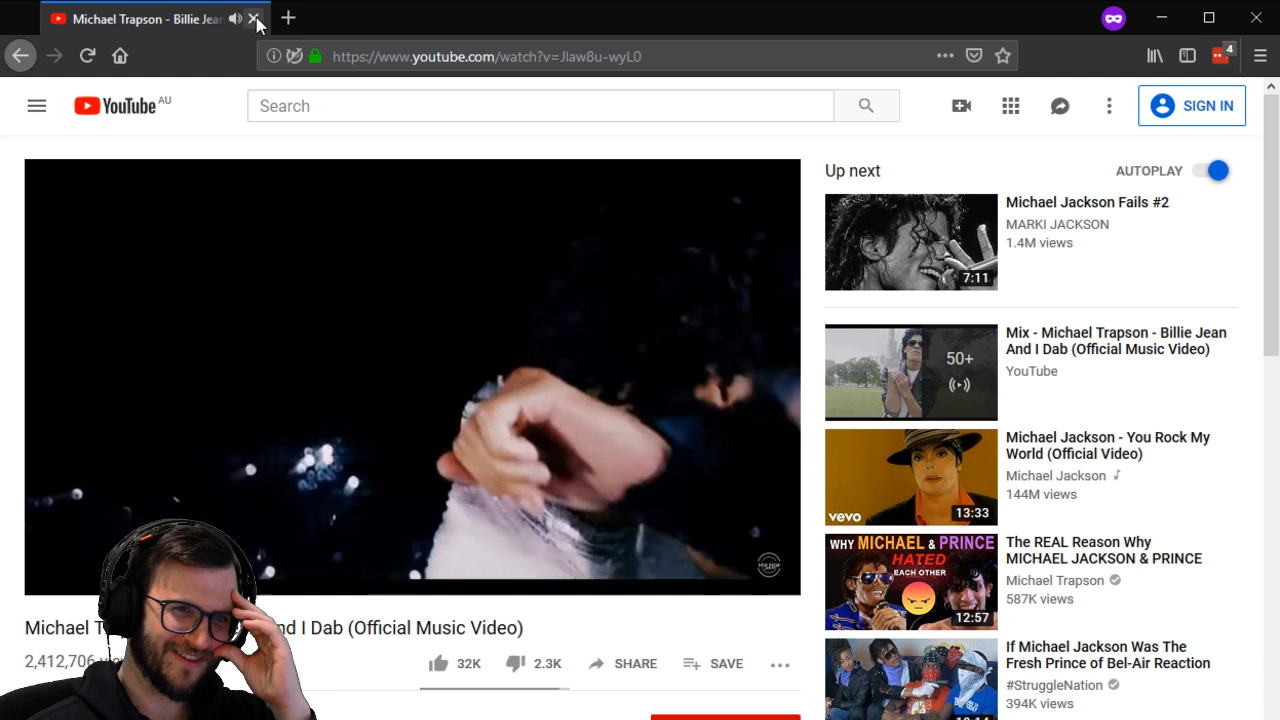 Michael Trapson - Billie Jean
https://www.youtube.com/watch?v=Jlaw8u-wyL0
4
YouTube AU
Search
SIGN IN
Up next
AUTOPLAY
Michael Jackson Fails #2
MARKI JACKSON
1.4M views
7:11
Mix - Michael Trapson - Billie Jean
And I Dab (Official Music Video)
YouTube
50+
Michael Jackson - You Rock My
World (Official Video)
Michael Jackson
144M views
vevo
13:33
The REAL Reason Why
MICHAEL JACKSON & PRINCE
Michael Trapson
587K views
WHY MICHAEL & PRINCE
HATED
EACH OTHER
12:57
If Michael Jackson Was The
Fresh Prince of Bel-Air Reaction
#StruggleNation
394K views
Michael T nd I Dab (Official Music Video)
2,412,706
32K
2.3K
SHARE
SAVE